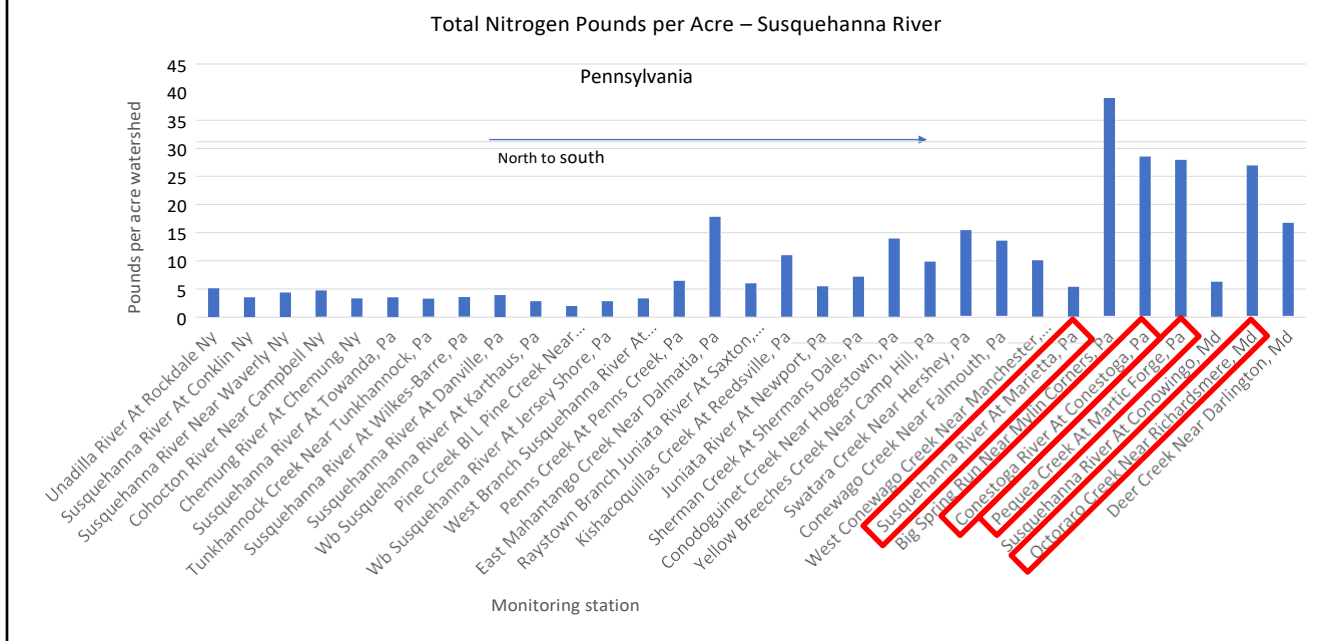 Total Nitrogen Pounds per Acre – Susquehanna River
Pounds per acre watershed
45
40
35
30
25
20
15
10
5
0
Pennsylvania
North to south
Unadilla River At Rockdale Ny
Susquehanna River At Conklin Ny
Susquehanna River Near Waverly Ny
Cohocton River Near Campbell Ny
Chemung River At Chemung Ny
Susquehanna River At Towanda, Pa
Tunkhannock Creek Near Tunkhannock, Pa
Susquehanna River At Wilkes-Barre, Pa
Susquehanna River At Danville, Pa
Wb Susquehanna River At Karthaus, Pa
Pine Creek Bl L Pine Creek Near...
Wb Susquehanna River At Jersey Shore, Pa
West Branch Susquehanna River At...
Penns Creek At Penns Creek, Pa
East Mahantango Creek Near Dalmatia, Pa
Raystown Branch Juniata River At Saxton,...
Kishacoquillas Creek At Reedsville, Pa
Juniata River At Newport, Pa
Sherman Creek At Shermans Dale, Pa
Conodoguinet Creek Near Hogestown, Pa
Yellow Breeches Creek Near Camp Hill, Pa
Swatara Creek Near Hershey, Pa
Conewago Creek Near Falmouth, Pa
West Conewago Creek Near Manchester,...
Susquehanna River At Marietta, Pa
Big Spring Run Near Mylin Corners, Pa
Conestoga River At Conestoga, Pa
Pequea Creek At Martic Forge, Pa
Susquehanna River At Conowingo, Md
Octoraro Creek Near Richardsmere, Md
Deer Creek Near Darlington, Md
Monitoring station